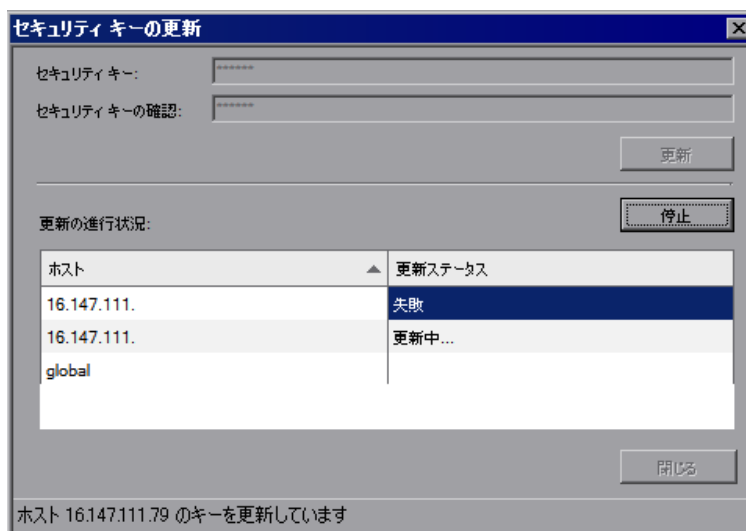 セキュリティ キーの更新
セキュリティ キー: ******
セキュリティ キーの確認: ******
更新
更新の進行状況:
停止
ホスト 更新ステータス
16.147.111. 失敗
16.147.111. 更新中...
global
閉じる
ホスト 16.147.111.79 のキーを更新しています